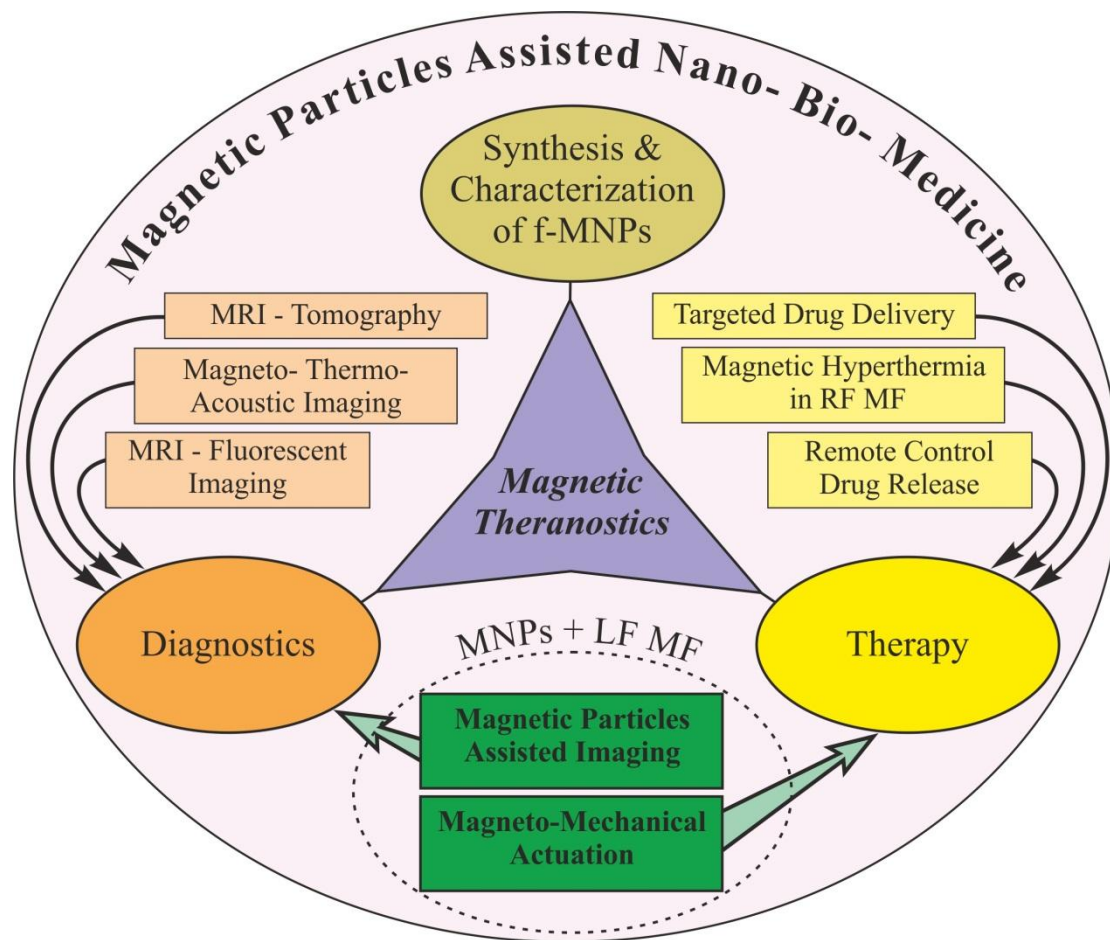 Magnetic Particles Assisted Nano- Bio- Medicine
Synthesis &
Characterization
of f-MNPs
MRI - Tomography
Magneto- Thermo-
Acoustic Imaging
MRI - Fluorescent
Imaging
Targeted Drug Delivery
Magnetic Hyperthermia
in RF MF
Remote Control
Drug Release
Magnetic
Theranostics
Diagnostics
Therapy
MNPs + LF MF
Magnetic Particles
Assisted Imaging
Magneto-Mechanical
Actuation